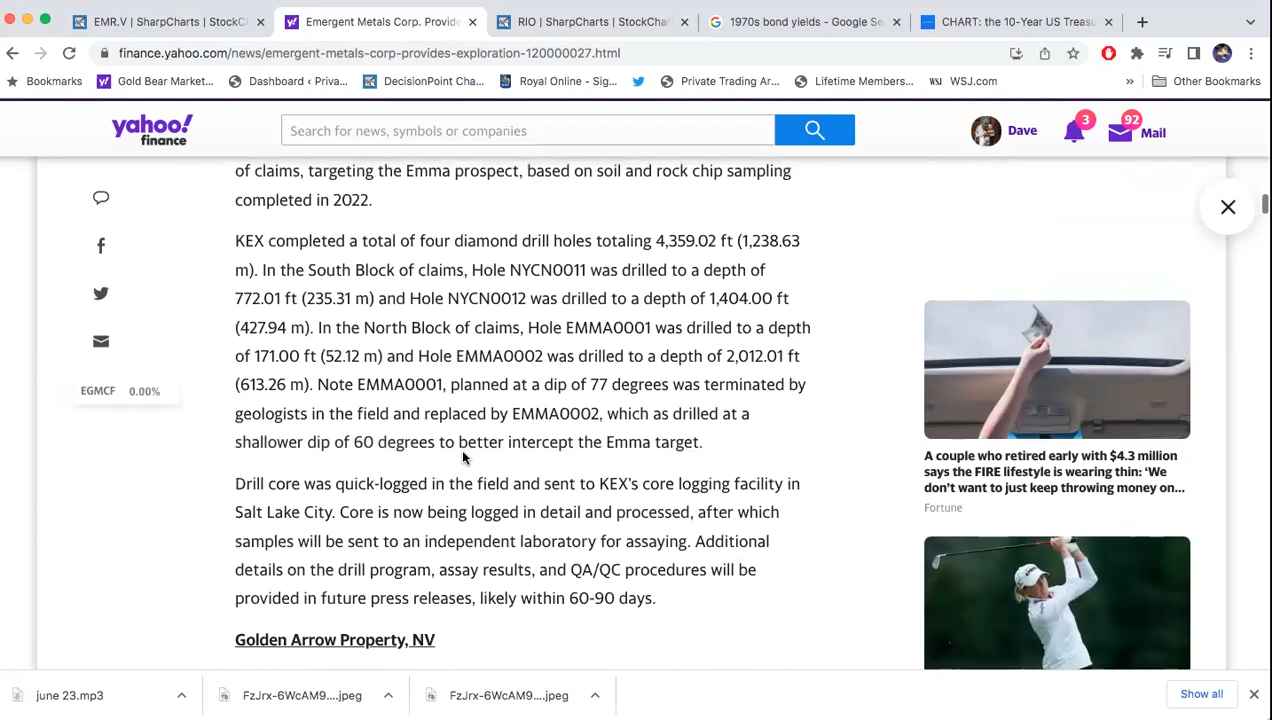 EMR.V | SharpCharts | StockCh
Emergent Metals Corp. Provide
RIO | SharpCharts | StockChar
1970s bond yields - Google Se
CHART: the 10-Year US Treasu
finance.yahoo.com/news/emergent-metals-corp-provides-exploration-120000027.html
Bookmarks
Gold Bear Market...
Dashboard ‹ Priva...
DecisionPoint Cha...
Royal Online - Sig...
Private Trading Ar...
Lifetime Members...
WSJ WSJ.com
»
Other Bookmarks
yahoo!
finance
Search for news, symbols or companies
Dave
3
92
Mail
of claims, targeting the Emma prospect, based on soil and rock chip sampling
completed in 2022.
KEX completed a total of four diamond drill holes totaling 4,359.02 ft (1,238.63
m). In the South Block of claims, Hole NYCN0011 was drilled to a depth of
772.01 ft (235.31 m) and Hole NYCN0012 was drilled to a depth of 1,404.00 ft
(427.94 m). In the North Block of claims, Hole EMMA0001 was drilled to a depth
of 171.00 ft (52.12 m) and Hole EMMA0002 was drilled to a depth of 2,012.01 ft
(613.26 m). Note EMMA0001, planned at a dip of 77 degrees was terminated by
geologists in the field and replaced by EMMA0002, which as drilled at a
shallower dip of 60 degrees to better intercept the Emma target.
Drill core was quick-logged in the field and sent to KEX's core logging facility in
Salt Lake City. Core is now being logged in detail and processed, after which
samples will be sent to an independent laboratory for assaying. Additional
details on the drill program, assay results, and QA/QC procedures will be
provided in future press releases, likely within 60-90 days.
Golden Arrow Property, NV
EGMCF 0.00%
A couple who retired early with $4.3 million
says the FIRE lifestyle is wearing thin: ‘We
don’t want to just keep throwing money on...
Fortune
june 23.mp3
FzJrx-6WcAM9....jpeg
FzJrx-6WcAM9....jpeg
Show all